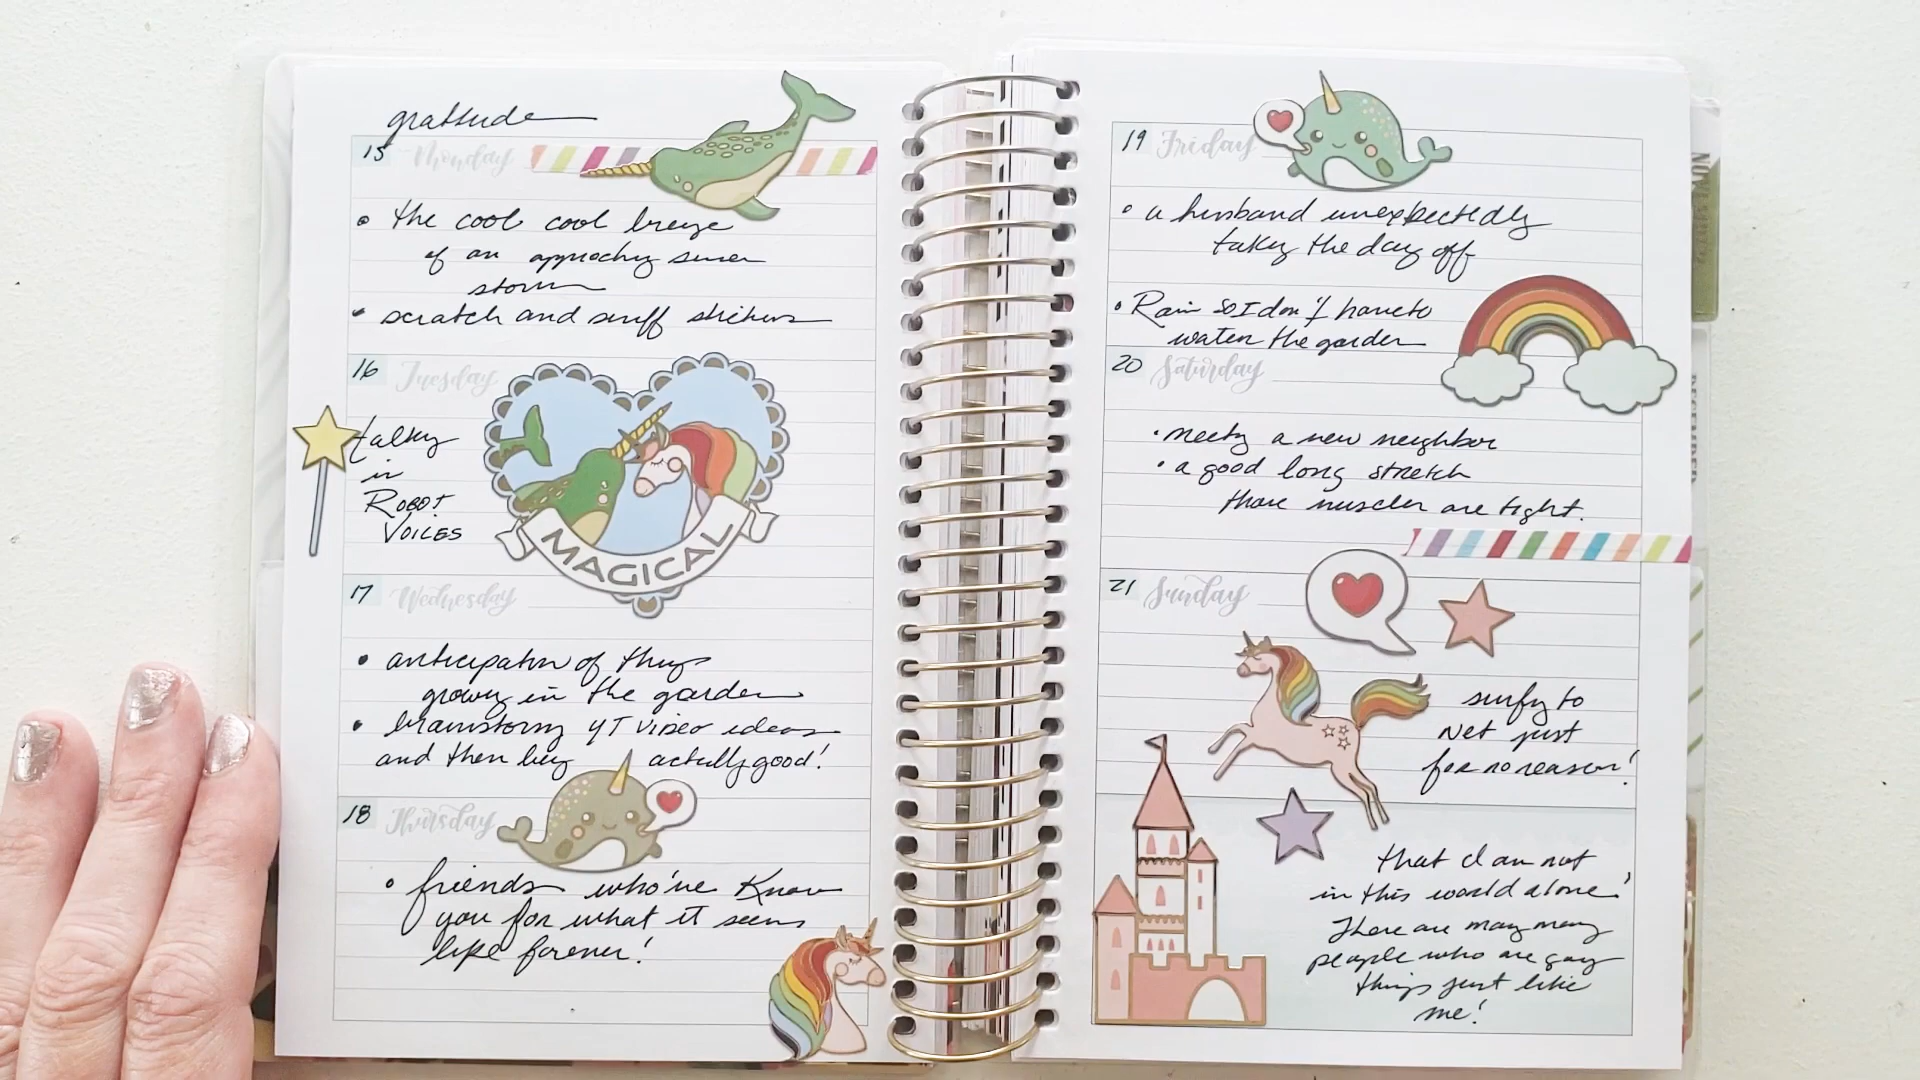 gratitude
15 Monday
• the cool cool breeze
of an approaching summer
storm
• scratch and sniff stickers
16 Tuesday
talking
in
ROBOT
VOICES
MAGICAL
17 Wednesday
• anticipation of things
growing in the garden
• brainstorming YT VIDEO ideas
and them being actually good!
18 Thursday
• friends who've known
you for what it seems
like forever!
19 Friday
• a husband unexpectedly
taking the day off
• Rain so I don't have to
water the garden
20 Saturday
• meeting a new neighbor
• a good long stretch
those muscles are tight.
21 Sunday
surfing to
net just
for no reason!
that I am not
in this world alone!
There are many many
people who are going
things just like
me!
DECEMBER